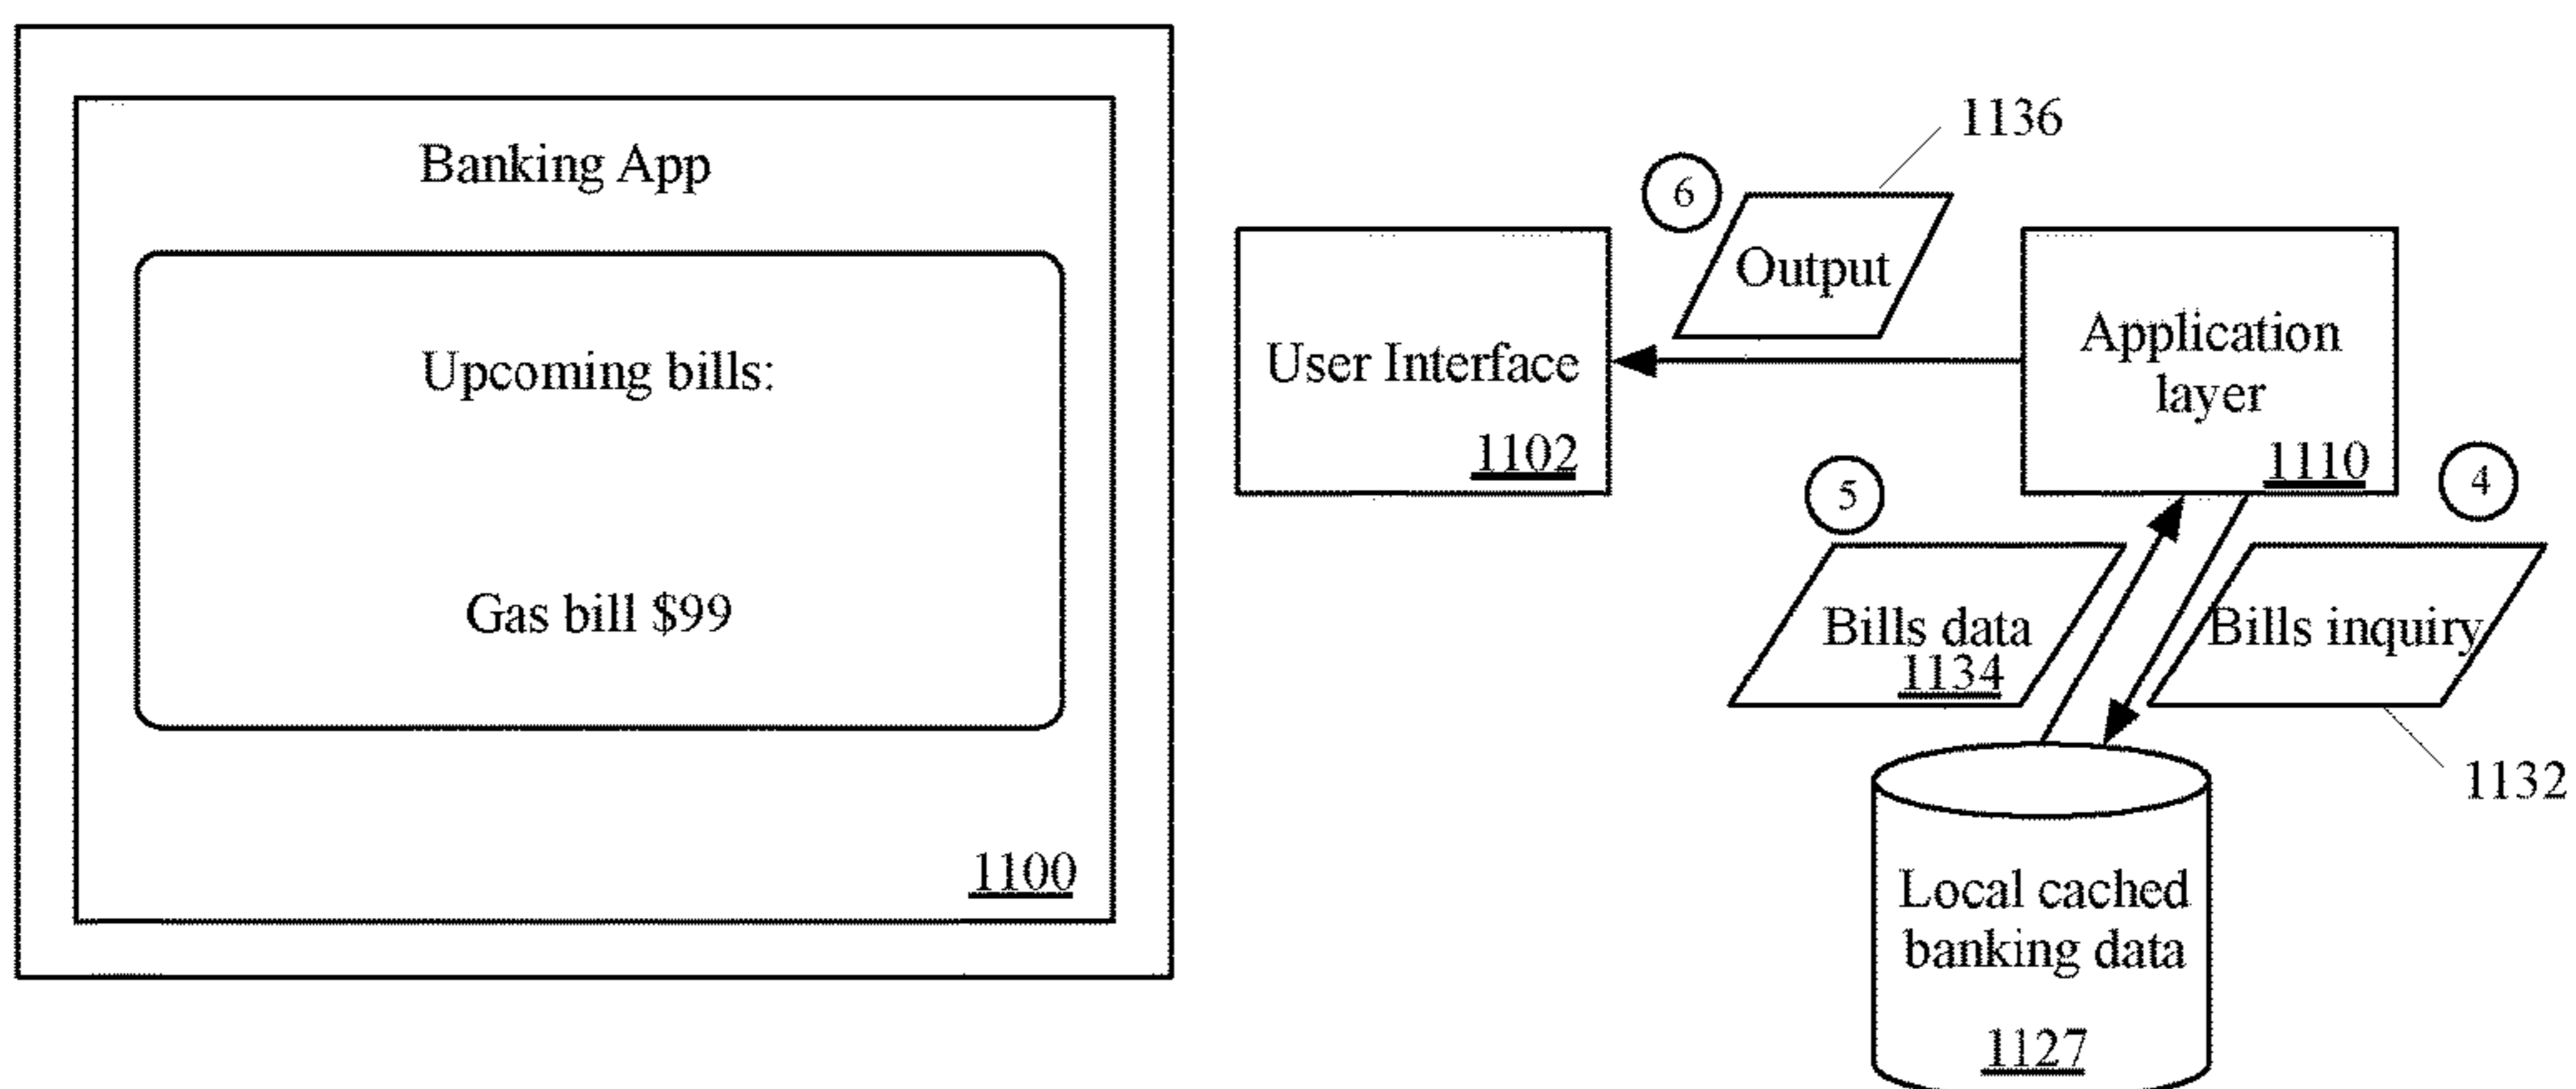 Banking App
Upcoming bills:
Gas bill $99
1100
1136
6
Output
User Interface
1102
Application
layer
1110
5
4
Bills data
1134
Bills inquiry
1132
Local cached
banking data
1127